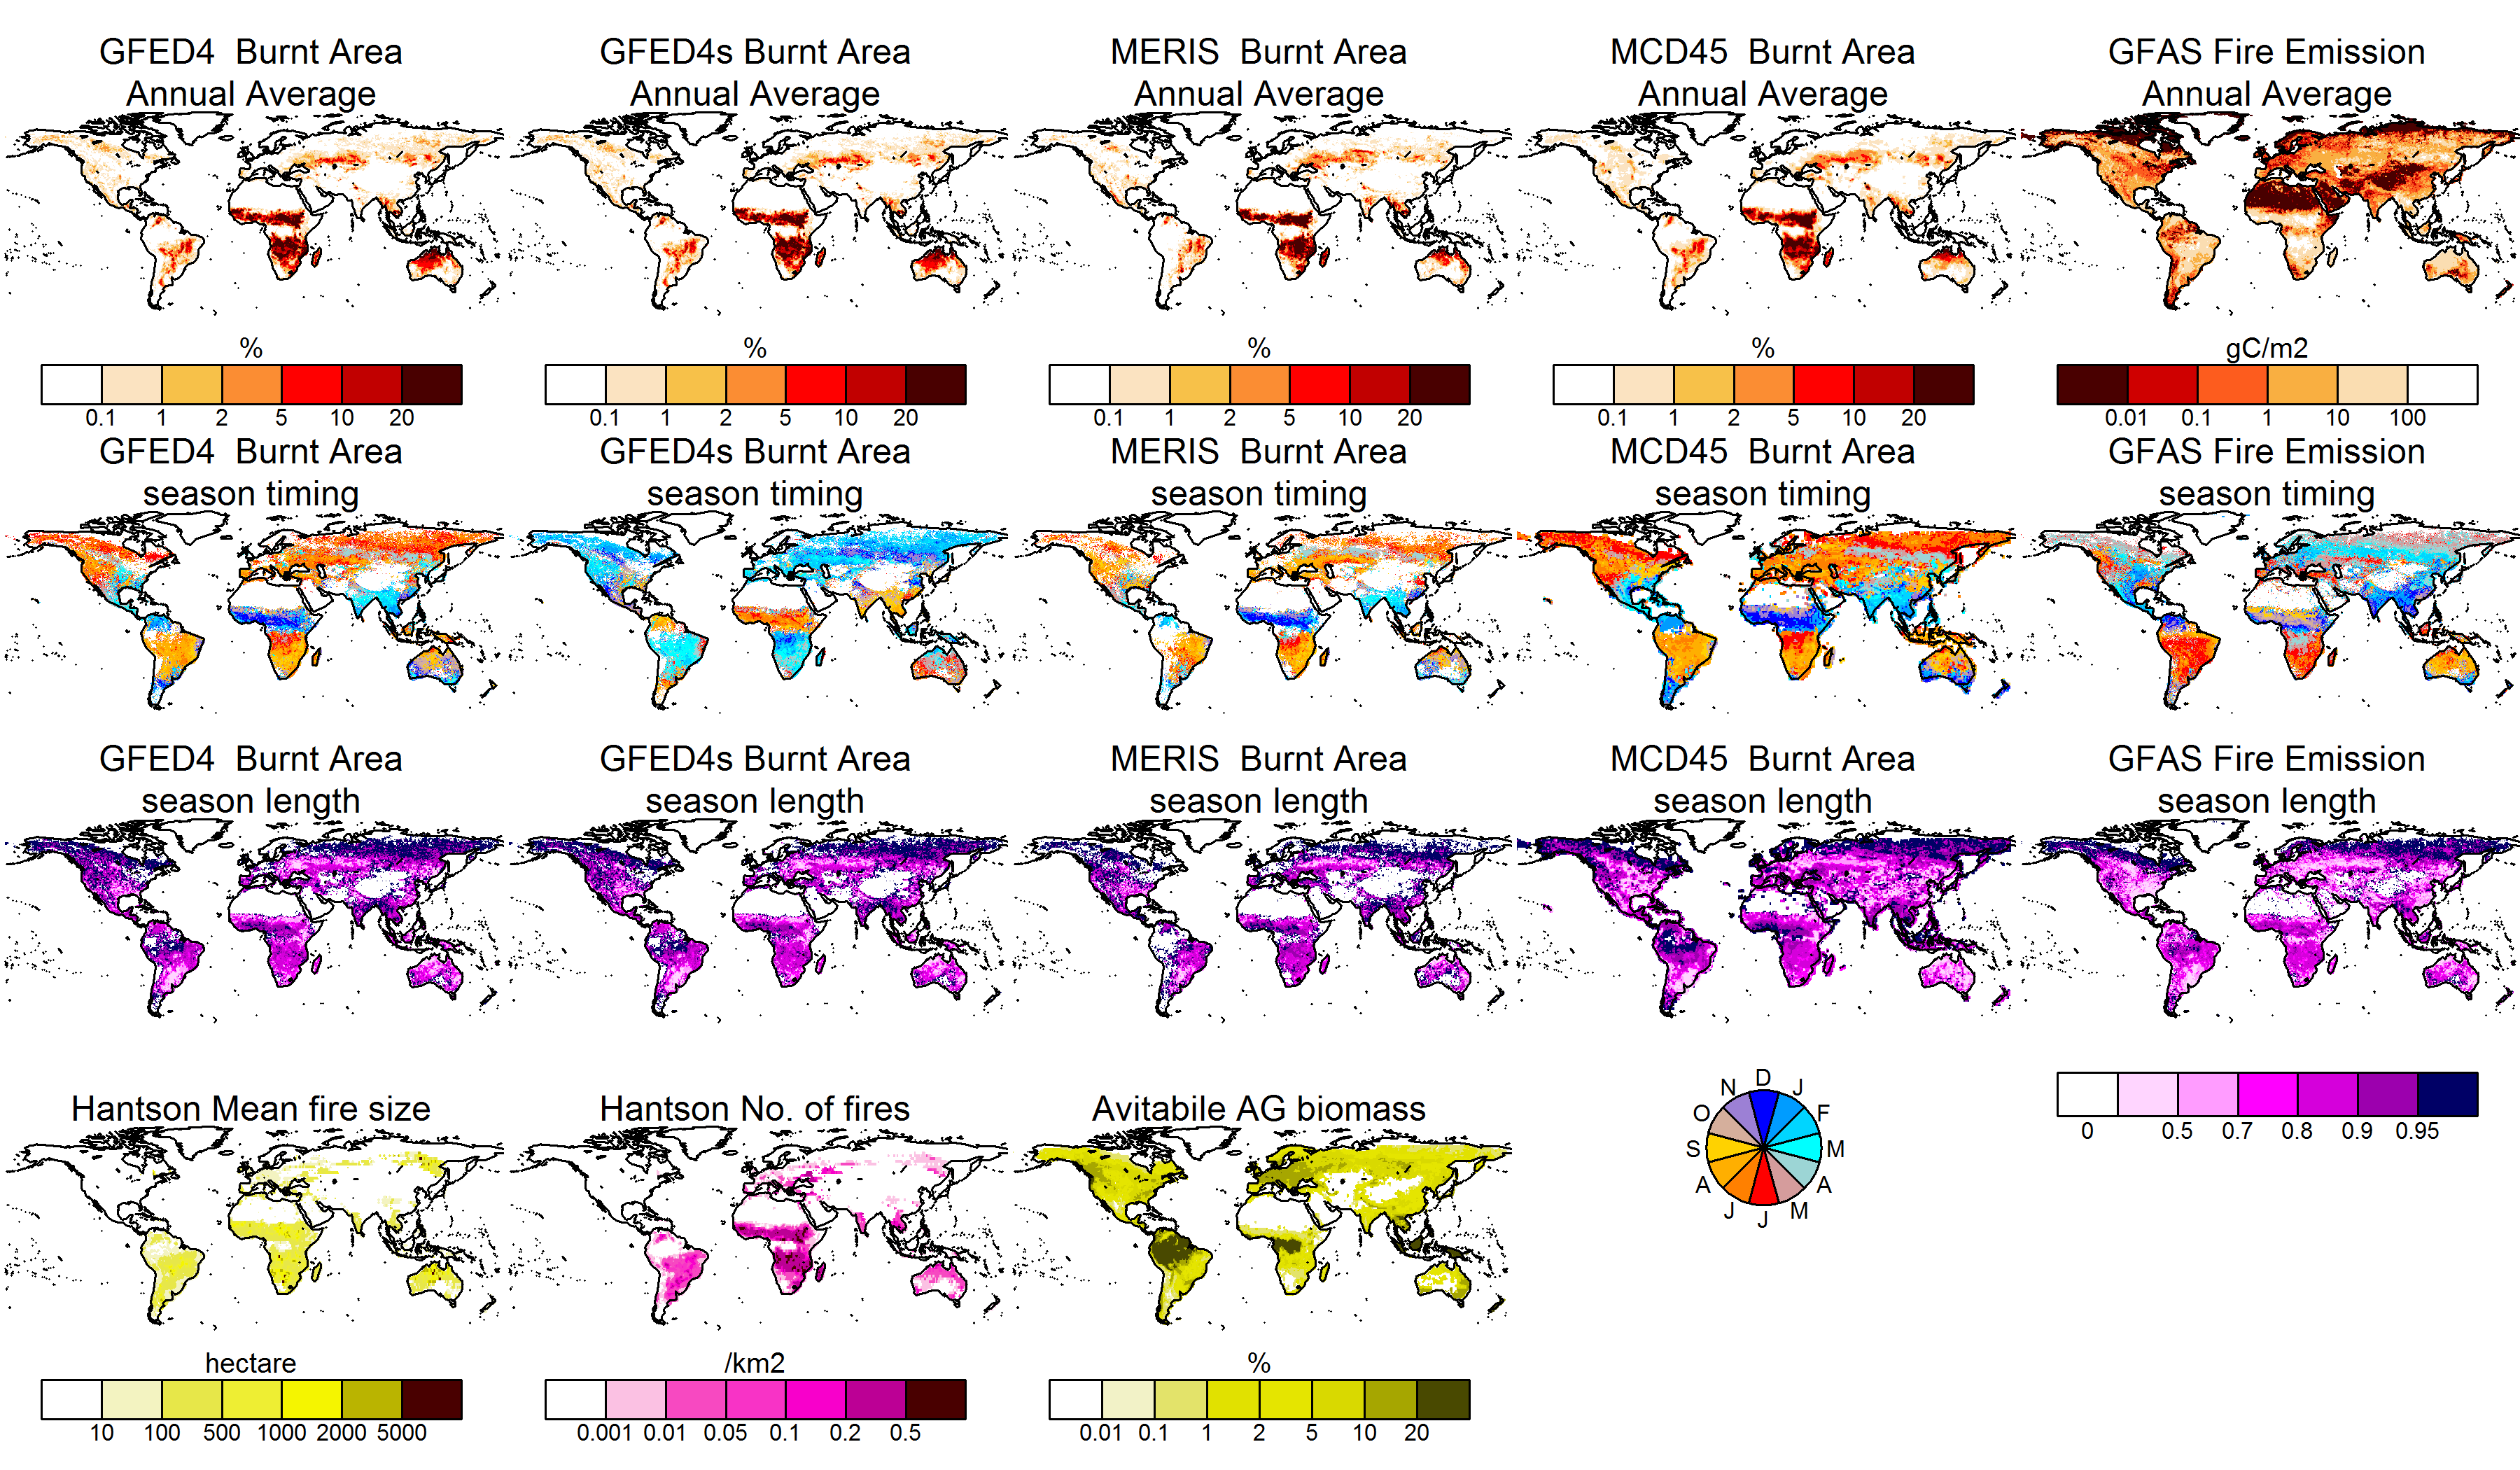 GFED4 Burnt Area
Annual Average
GFED4s Burnt Area
Annual Average
MERIS Burnt Area
Annual Average
MCD45 Burnt Area
Annual Average
GFAS Fire Emission
Annual Average
%
0.1 1 2 5 10 20
%
0.1 1 2 5 10 20
%
0.1 1 2 5 10 20
%
0.1 1 2 5 10 20
gC/m2
0.01 0.1 1 10 100
GFED4 Burnt Area
season timing
GFED4s Burnt Area
season timing
MERIS Burnt Area
season timing
MCD45 Burnt Area
season timing
GFAS Fire Emission
season timing
GFED4 Burnt Area
season length
GFED4s Burnt Area
season length
MERIS Burnt Area
season length
MCD45 Burnt Area
season length
GFAS Fire Emission
season length
Hantson Mean fire size
Hantson No. of fires
Avitabile AG biomass
D
J
F
M
A
M
J
J
A
S
O
N
0 0.5 0.7 0.8 0.9 0.95
hectare
10 100 500 1000 2000 5000
/km2
0.001 0.01 0.05 0.1 0.2 0.5
%
0.01 0.1 1 2 5 10 20